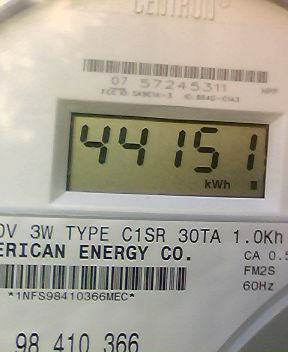 CENTRON
07 57245311
44151
kWh
0V 3W TYPE C1SR 30TA 1.0Kh
ERICAN ENERGY CO. CA 0.5
FM2S
*1NFS98410366MEC* 60Hz
98 410 366